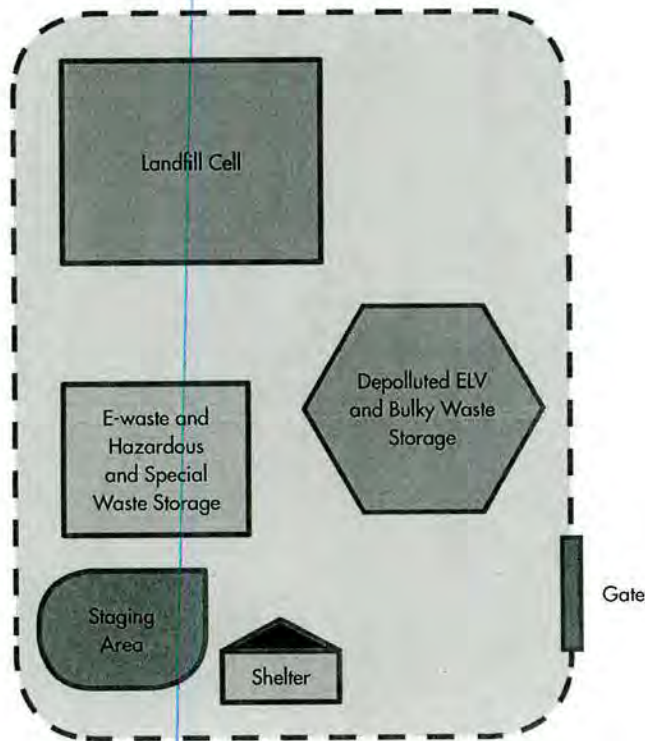 Landfill Cell
Depolluted ELV
and Bulky Waste
Storage
E-waste and
Hazardous
and Special
Waste Storage
Gate
Staging
Area
Shelter